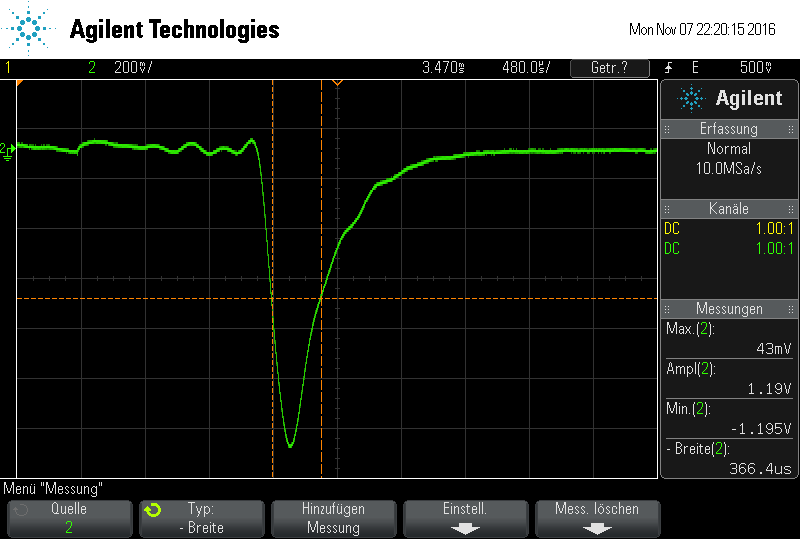 Agilent Technologies
Mon Nov 07 22:20:15 2016
1 2 200mV/ 3.470ms 480.0us/ Getr.? E 500mV
Agilent
Erfassung
Normal
10.0MSa/s
Kanäle
DC 1.00:1
DC 1.00:1
Messungen
Max.(2):
43mV
Ampl(2):
1.19V
Min.(2):
-1.195V
- Breite(2):
366.4us
2
Menü "Messung"
Quelle
2
Typ:
- Breite
Hinzufügen
Messung
Einstell.
Mess. löschen